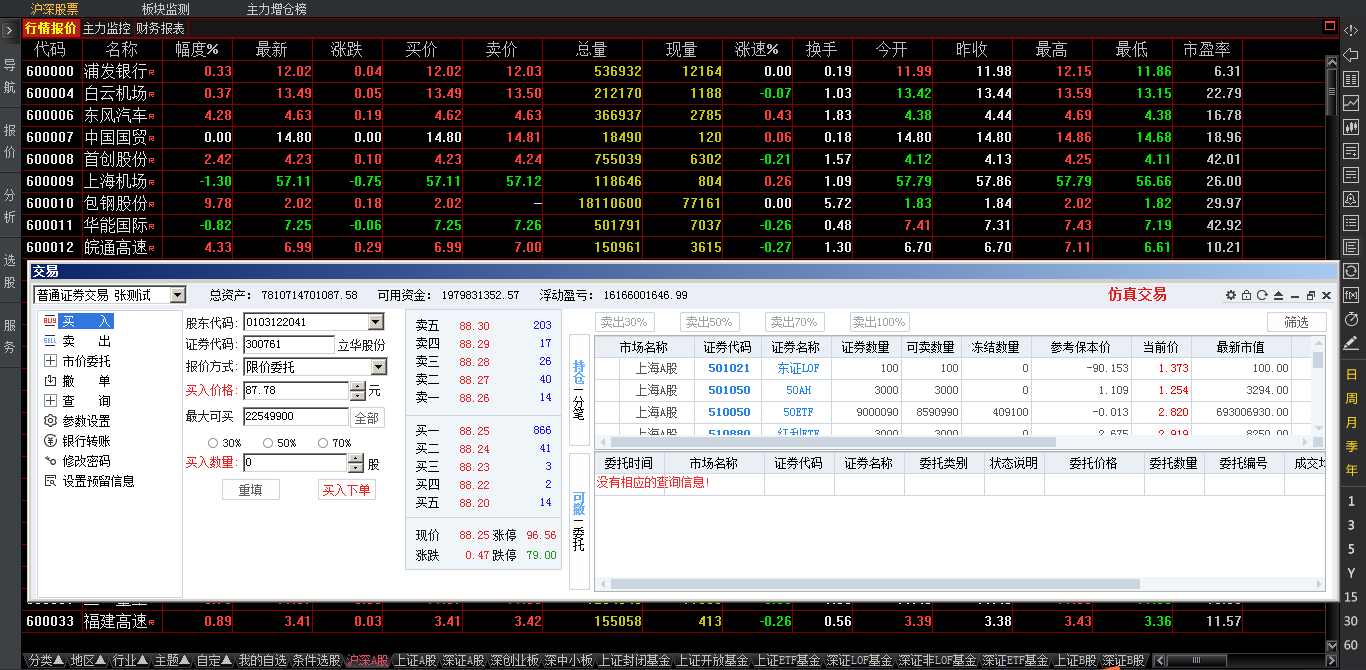 沪深股票 板块监测 主力增仓榜
行情报价 主力监控 财务报表
代码 名称 幅度% 最新 涨跌 买价 卖价 总量 现量 涨速% 换手 今开 昨收 最高 最低 市盈率
600000 浦发银行R 0.33 12.02 0.04 12.02 12.03 536932 12164 0.00 0.19 11.99 11.98 12.15 11.86 6.31
600004 白云机场R 0.37 13.49 0.05 13.49 13.50 212170 1188 -0.07 1.03 13.42 13.44 13.59 13.15 22.79
600006 东风汽车R 4.28 4.63 0.19 4.62 4.63 366937 2785 0.43 1.83 4.38 4.44 4.69 4.38 16.78
600007 中国国贸R 0.00 14.80 0.00 14.80 14.81 18490 120 0.06 0.18 14.80 14.80 14.86 14.68 18.96
600008 首创股份R 2.42 4.23 0.10 4.23 4.24 755039 6302 -0.21 1.57 4.12 4.13 4.25 4.11 42.01
600009 上海机场R -1.30 57.11 -0.75 57.11 57.12 118646 804 0.26 1.09 57.79 57.86 57.79 56.66 26.00
600010 包钢股份R 9.78 2.02 0.18 2.02 — 18110600 77161 0.00 5.72 1.83 1.84 2.02 1.82 29.97
600011 华能国际R -0.82 7.25 -0.06 7.25 7.26 501791 7037 -0.26 0.48 7.41 7.31 7.43 7.19 42.92
600012 皖通高速R 4.33 6.99 0.29 6.99 7.00 150961 3615 -0.27 1.30 6.70 6.70 7.11 6.61 10.21
导航
报价
分析
选股
服务
交易
普通证券交易 张测试 总资产: 7810714701087.58 可用资金: 1979831352.57 浮动盈亏: 16166001646.99 仿真交易
BUY 买 入
SELL 卖 出
市价委托
撤 单
查 询
参数设置
银行转账
修改密码
设置预留信息
股东代码: 0103122041
证券代码: 300761 立华股份
报价方式: 限价委托
买入价格: 87.78 元
最大可买 22549900 全部
30% 50% 70%
买入数量: 0 股
重填 买入下单
卖五 88.30 203
卖四 88.29 17
卖三 88.28 26
卖二 88.27 40
卖一 88.26 14
买一 88.25 866
买二 88.24 41
买三 88.23 3
买四 88.22 2
买五 88.20 14
现价 88.25 涨停 96.56
涨跌 0.47 跌停 79.00
持仓|分笔
可撤|委托
卖出30% 卖出50% 卖出70% 卖出100% 筛选
市场名称 证券代码 证券名称 证券数量 可卖数量 冻结数量 参考保本价 当前价 最新市值
上海A股 501021 东证LOF 100 100 0 -90.153 1.373 100.00
上海A股 501050 50AH 3000 3000 0 1.109 1.254 3294.00
上海A股 510050 50ETF 9000090 8590990 409100 -0.013 2.820 693006930.00
上海A股 510880 红利ETF 3000 3000 0 2.675 2.919 8250.00
委托时间 市场名称 证券代码 证券名称 委托类别 状态说明 委托价格 委托数量 委托编号
没有相应的查询信息!
600033 福建高速R 0.89 3.41 0.03 3.41 3.42 155058 413 -0.26 0.56 3.39 3.38 3.43 3.36 11.57
分类▲ 地区▲ 行业▲ 主题▲ 自定▲ 我的自选 条件选股 沪深A股 上证A股 深证A股 深创业板 深中小板 上证封闭基金 上证开放基金 上证ETF基金 深证LOF基金 深证非LOF基金 深证ETF基金 上证B股 深证B股
f(x)
日
周
月
季
年
1
3
5
Y
15
30
60